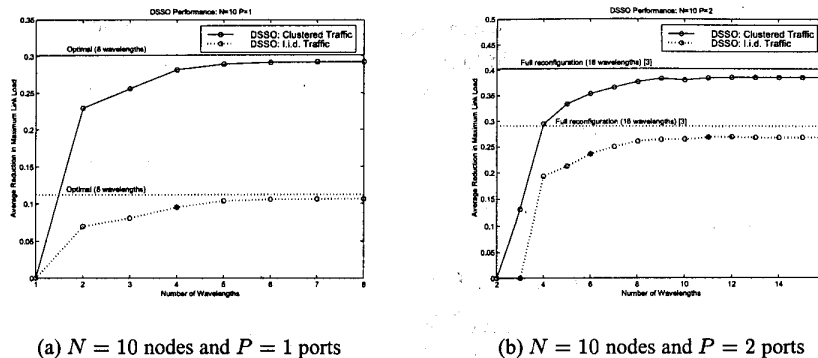 DSSO Performance: N=10 P=1
0.35
0.3
0.25
0.2
0.15
0.1
0.05
0
Average Reduction in Maximum Link Load
Optimal (8 wavelengths)
DSSO: Clustered Traffic
DSSO: I.i.d. Traffic
Optimal (8 wavelengths)
1 2 3 4 5 6 7 8
Number of Wavelengths
(a) N = 10 nodes and P = 1 ports
DSSO Performance: N=10 P=2
0.5
0.45
0.4
0.35
0.3
0.25
0.2
0.15
0.1
0.05
0
Average Reduction in Maximum Link Load
DSSO: Clustered Traffic
DSSO: I.i.d. Traffic
Full reconfiguration (16 wavelengths) [3]
Full reconfiguration (16 wavelengths) [3]
2 4 6 8 10 12 14
Number of Wavelengths
(b) N = 10 nodes and P = 2 ports